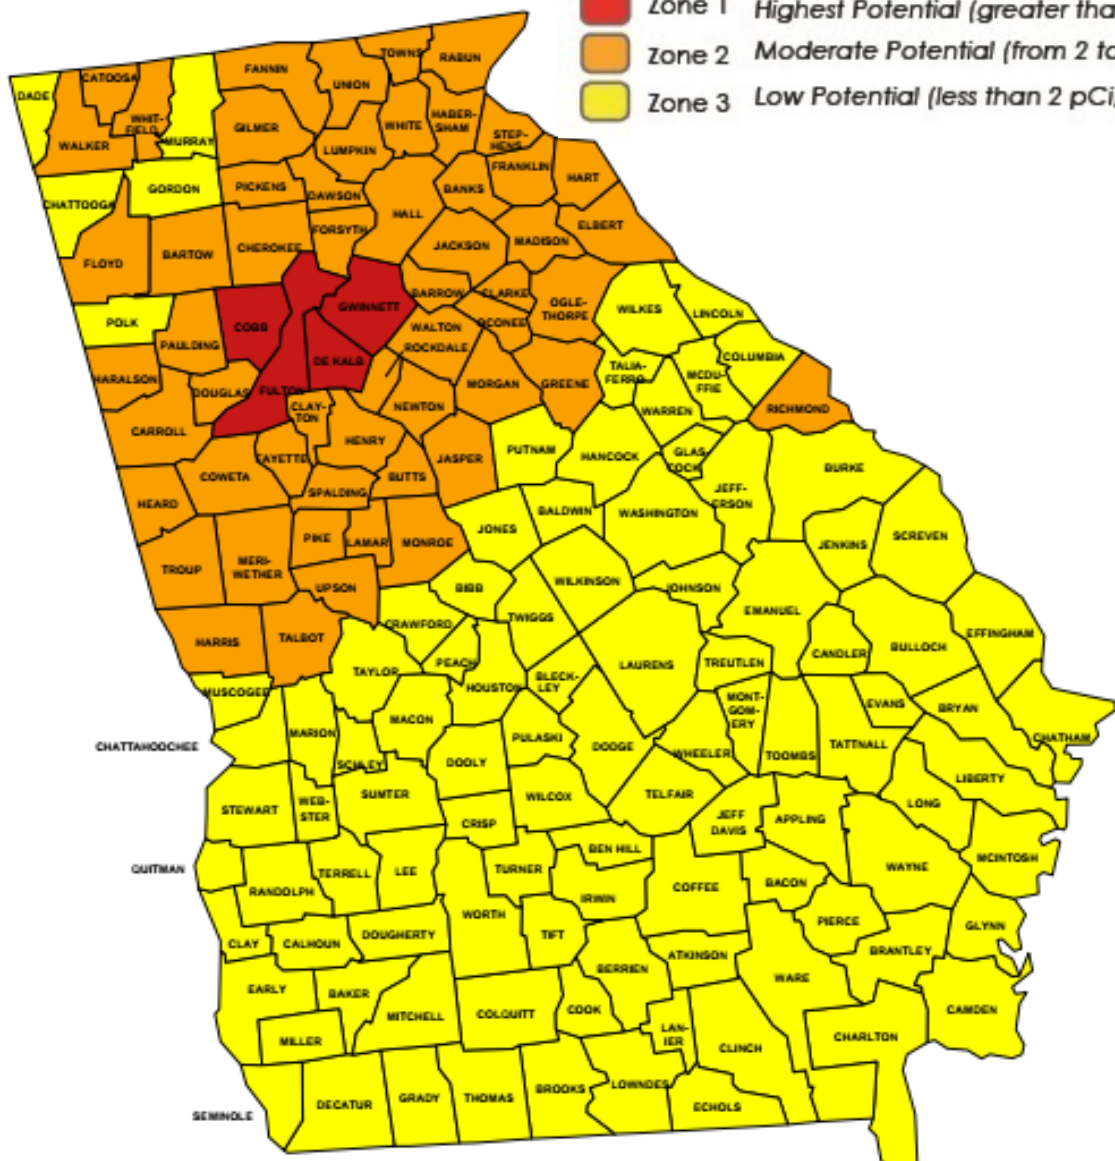 Zone 1 Highest Potential (greater tha
Zone 2 Moderate Potential (from 2 to
Zone 3 Low Potential (less than 2 pCi/
DADE
CATOOSA
WHIT-
FIELD
WALKER
MURRAY
FANNIN
UNION
TOWNS
RABUN
GILMER
WHITE
HABER-
SHAM
STEP-
HENS
LUMPKIN
CHATTOOGA
GORDON
PICKENS
DAWSON
BANKS
FRANKLIN
HART
FLOYD
BARTOW
CHEROKEE
FORSYTH
HALL
JACKSON
MADISON
ELBERT
POLK
PAULDING
COBB
GWINNETT
BARROW
CLARKE
OGLE-
THORPE
WILKES
LINCOLN
WALTON
OCONEE
ROCKDALE
DE KALB
HARALSON
DOUGLAS
FULTON
CLAY-
TON
NEWTON
MORGAN
GREENE
TALIA-
FERRO
MCDU-
FFIE
COLUMBIA
WARREN
RICHMOND
CARROLL
COWETA
FAYETTE
HENRY
BUTTS
JASPER
PUTNAM
HANCOCK
GLAS
COCK
JEFF-
ERSON
BURKE
HEARD
SPALDING
PIKE
LAMAR
MONROE
JONES
BALDWIN
WASHINGTON
JENKINS
SCREVEN
TROUP
MERI-
WETHER
UPSON
BIBB
WILKINSON
JOHNSON
EMANUEL
HARRIS
TALBOT
CRAWFORD
TWIGGS
TAYLOR
PEACH
HOUSTON
BLECK-
LEY
LAURENS
TREUTLEN
CANDLER
BULLOCH
EFFINGHAM
MUSCOGEE
MARION
MACON
PULASKI
DODGE
MONT-
GOM-
ERY
WHEELER
TOOMBS
TATTNALL
EVANS
BRYAN
CHATHAM
CHATTAHOOCHEE
SCHLEY
DOOLY
LIBERTY
STEWART
WEB-
STER
SUMTER
CRISP
WILCOX
TELFAIR
JEFF
DAVIS
APPLING
LONG
QUITMAN
RANDOLPH
TERRELL
LEE
TURNER
BEN HILL
IRWIN
COFFEE
BACON
WAYNE
MCINTOSH
CLAY
CALHOUN
DOUGHERTY
WORTH
TIFT
PIERCE
BRANTLEY
GLYNN
EARLY
BAKER
MITCHELL
COLQUITT
COOK
BERRIEN
ATKINSON
WARE
CAMDEN
MILLER
LAN-
IER
CLINCH
CHARLTON
SEMINOLE
DECATUR
GRADY
THOMAS
BROOKS
LOWNDES
ECHOLS